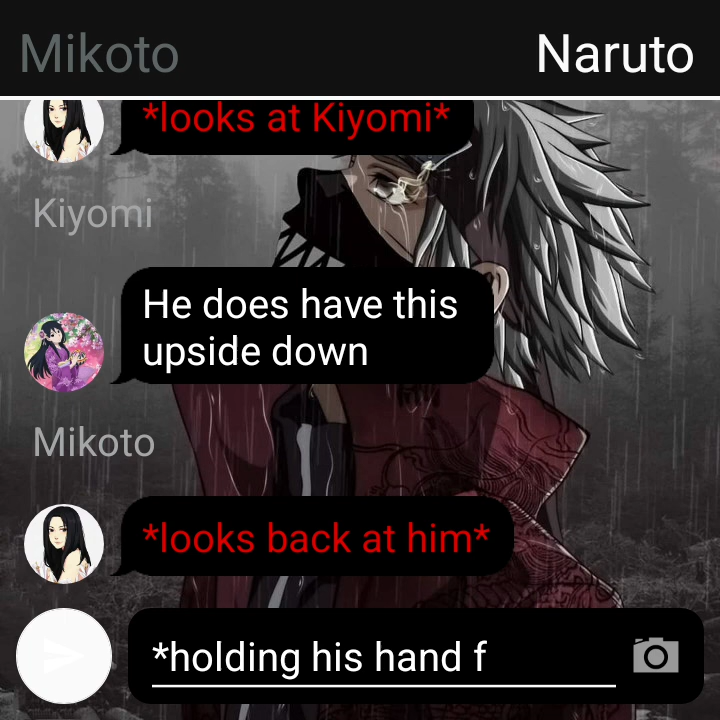 Mikoto
Naruto
*looks at Kiyomi*
Kiyomi
He does have this
upside down
Mikoto
*looks back at him*
*holding his hand f